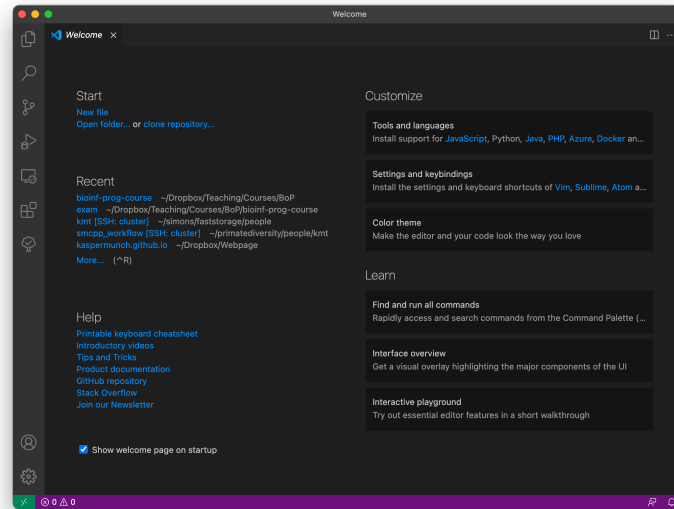 Welcome
Welcome
Start
New file
Open folder... or clone repository...
Recent
bioinf-prog-course ~/Dropbox/Teaching/Courses/BoP
exam ~/Dropbox/Teaching/Courses/BoP/bioinf-prog-course
kmt [SSH: cluster] ~/simons/faststorage/people
smcpp_workflow [SSH: cluster] ~/primatediversity/people/kmt
kaspermunch.github.io ~/Dropbox/Webpage
More... (^R)
Help
Printable keyboard cheatsheet
Introductory videos
Tips and Tricks
Product documentation
GitHub repository
Stack Overflow
Join our Newsletter
Show welcome page on startup
Customize
Tools and languages
Install support for JavaScript, Python, Java, PHP, Azure, Docker an...
Settings and keybindings
Install the settings and keyboard shortcuts of Vim, Sublime, Atom a...
Color theme
Make the editor and your code look the way you love
Learn
Find and run all commands
Rapidly access and search commands from the Command Palette (...
Interface overview
Get a visual overlay highlighting the major components of the UI
Interactive playground
Try out essential editor features in a short walkthrough
0 0